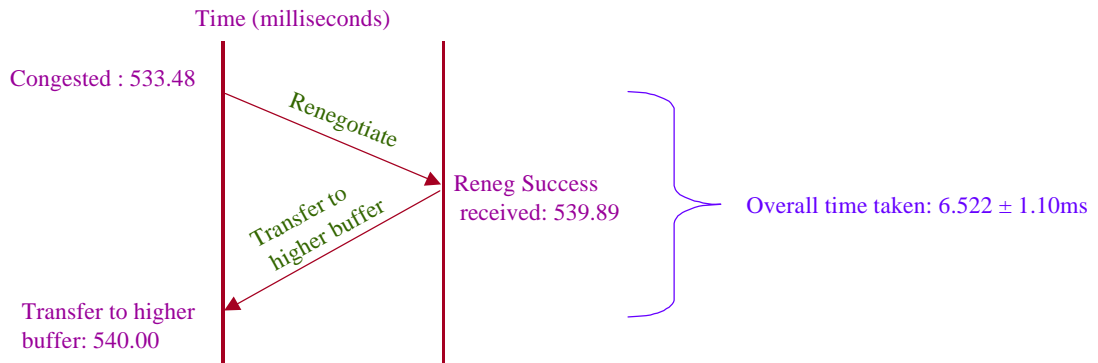 Time (milliseconds)
Congested : 533.48
Renegotiate
Reneg Success
received: 539.89
Transfer to
higher buffer
Overall time taken: 6.522 ± 1.10ms
Transfer to higher
buffer: 540.00